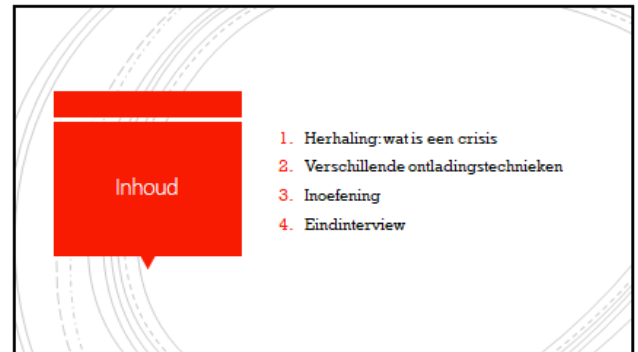 Inhoud
1. Herhaling: wat is een crisis
2. Verschillende ontladingstechnieken
3. Inoefening
4. Eindinterview